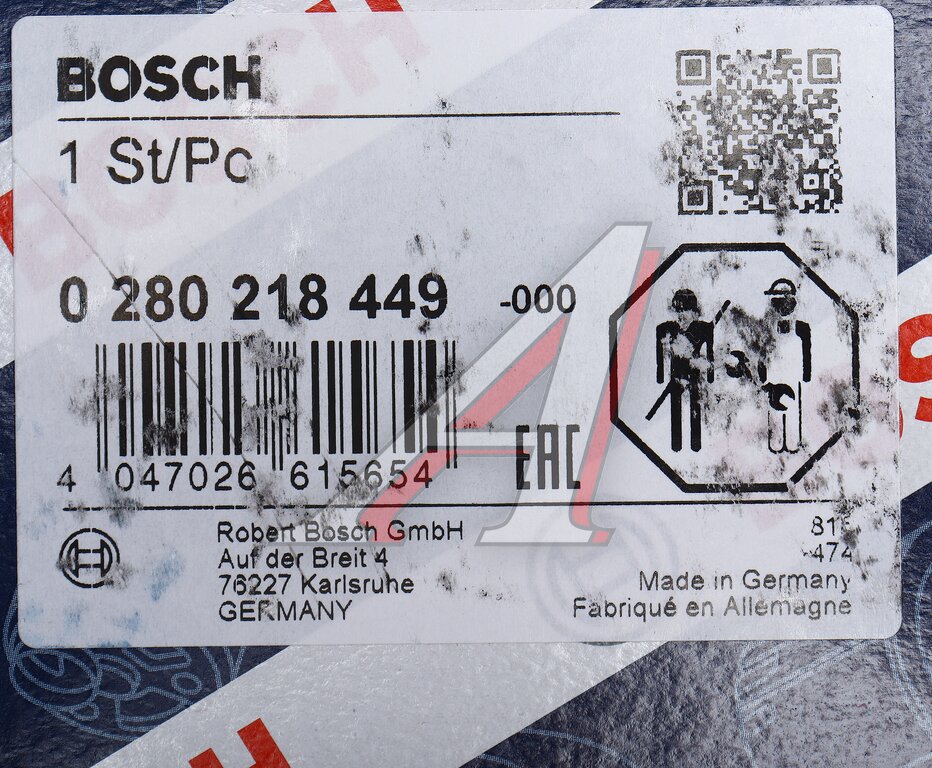 BOSCH
1 St/Pc
0 280 218 449 -000
4 047026 615654
EAC
Robert Bosch GmbH
Auf der Breit 4
76227 Karlsruhe
GERMANY
474
Made in Germany
Fabriqué en Allemagne